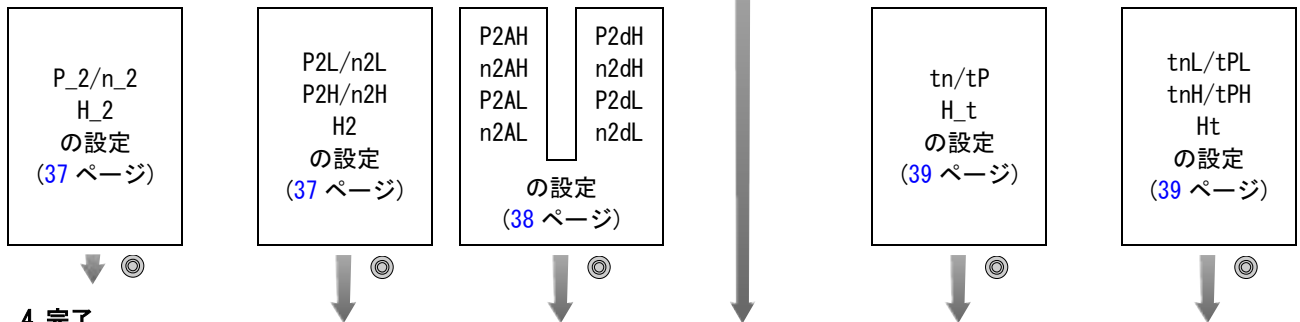 P_2/n_2
H_2
の設定
(37 ページ)
P2L/n2L
P2H/n2H
H2
の設定
(37 ページ)
P2AH
n2AH
P2AL
n2AL
P2dH
n2dH
P2dL
n2dL
の設定
(38 ページ)
tn/tP
H_t
の設定
(39 ページ)
tnL/tPL
tnH/tPH
Ht
の設定
(39 ページ)
4 完了